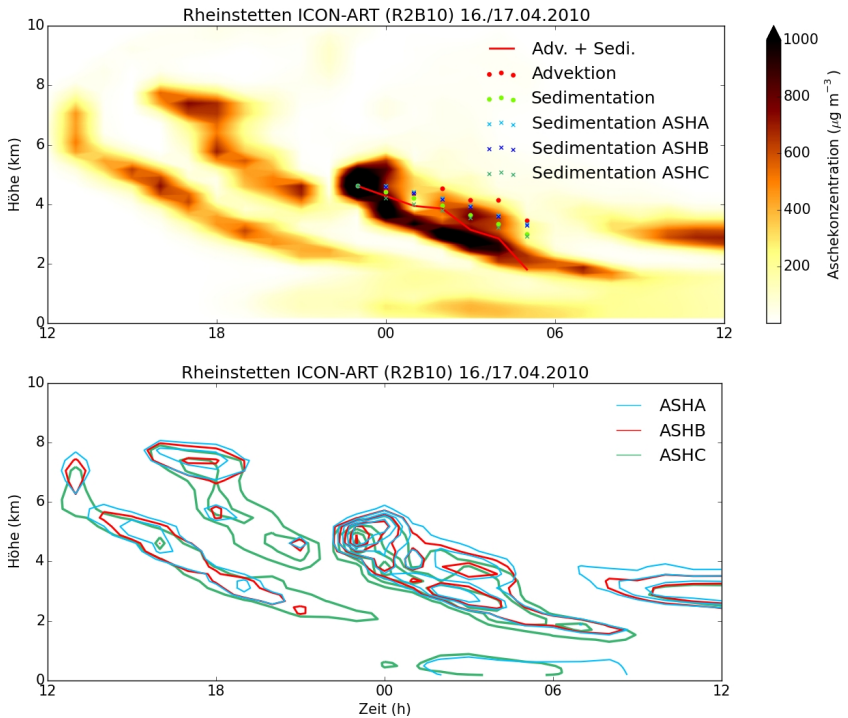 Rheinstetten ICON-ART (R2B10) 16./17.04.2010
Höhe (km)
10
8
6
4
2
0
12
18
00
06
12
Adv. + Sedi.
Advektion
Sedimentation
Sedimentation ASHA
Sedimentation ASHB
Sedimentation ASHC
1000
800
600
400
200
Aschekonzentration (μg m⁻³)
Rheinstetten ICON-ART (R2B10) 16./17.04.2010
Höhe (km)
10
8
6
4
2
0
12
18
00
06
12
Zeit (h)
ASHA
ASHB
ASHC